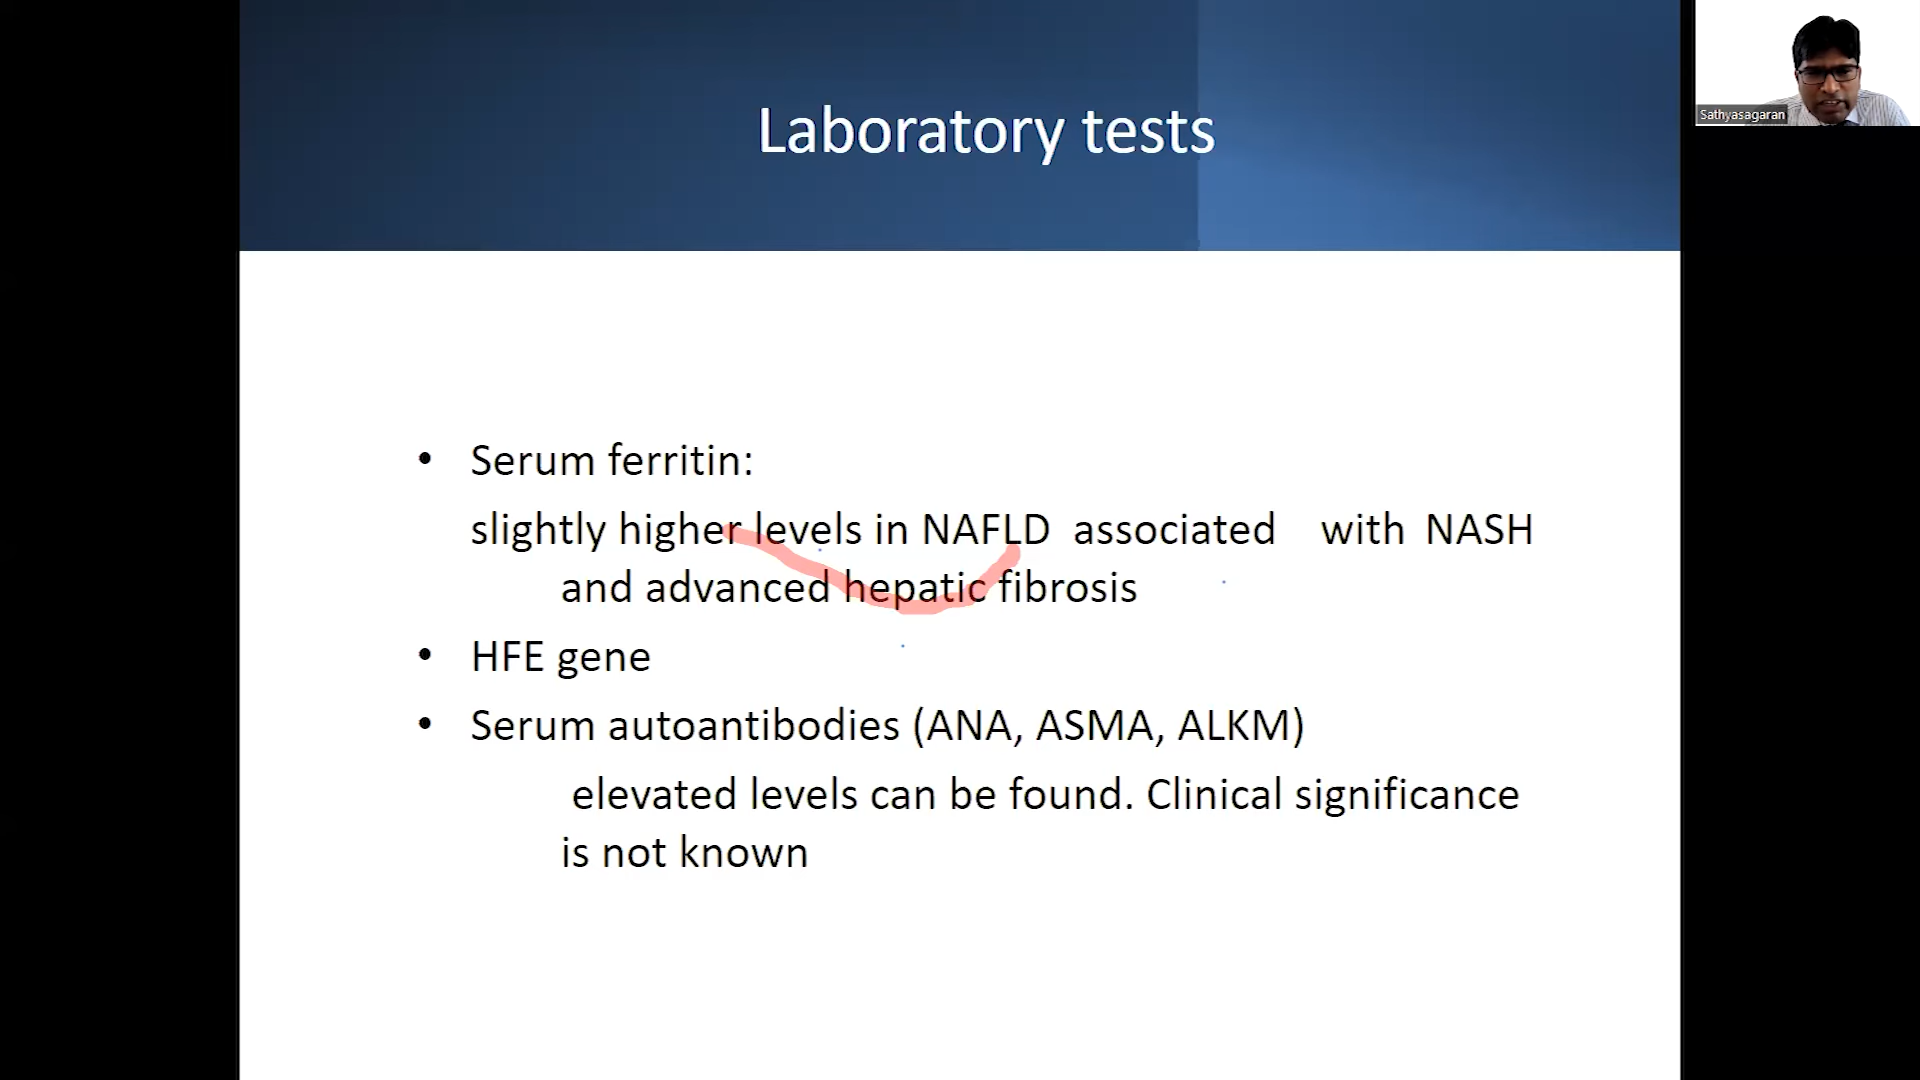 Laboratory tests
Sathyasagaran
• Serum ferritin:
slightly higher levels in NAFLD associated with NASH
and advanced hepatic fibrosis
• HFE gene
• Serum autoantibodies (ANA, ASMA, ALKM)
elevated levels can be found. Clinical significance
is not known